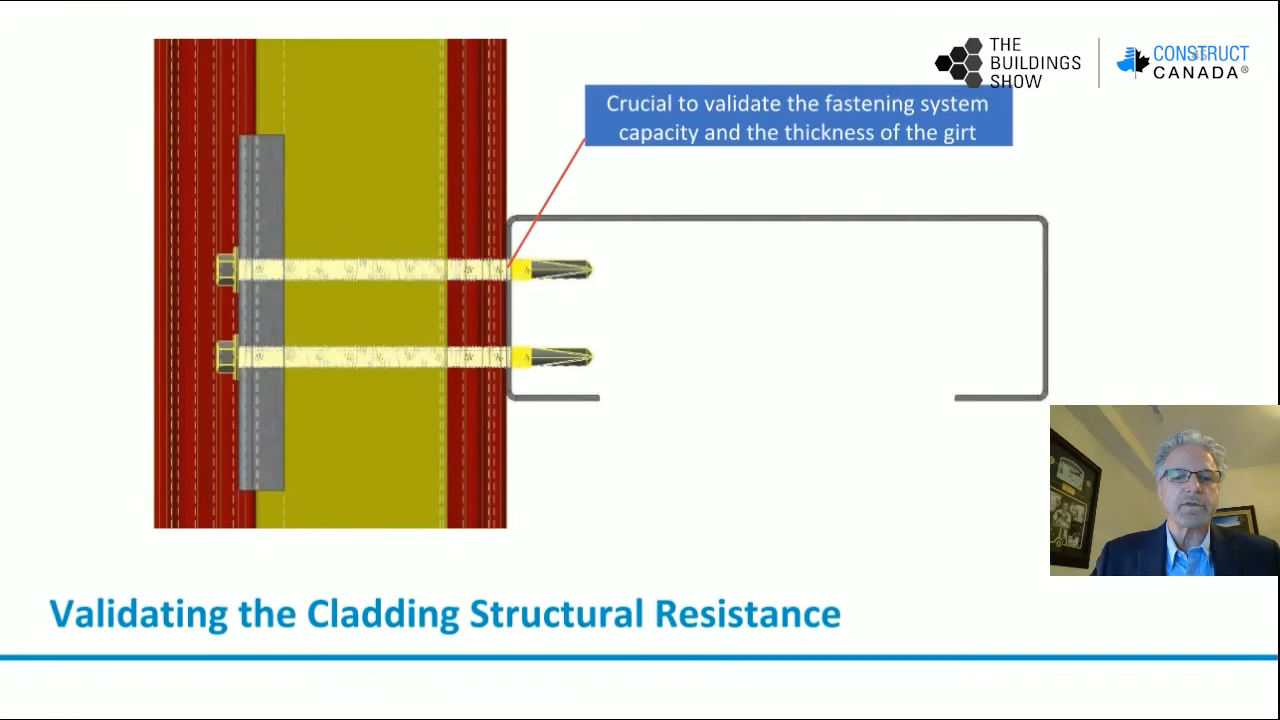 THE
BUILDINGS
SHOW
CONSTRUCT
CANADA®
Crucial to validate the fastening system
capacity and the thickness of the girt
Validating the Cladding Structural Resistance